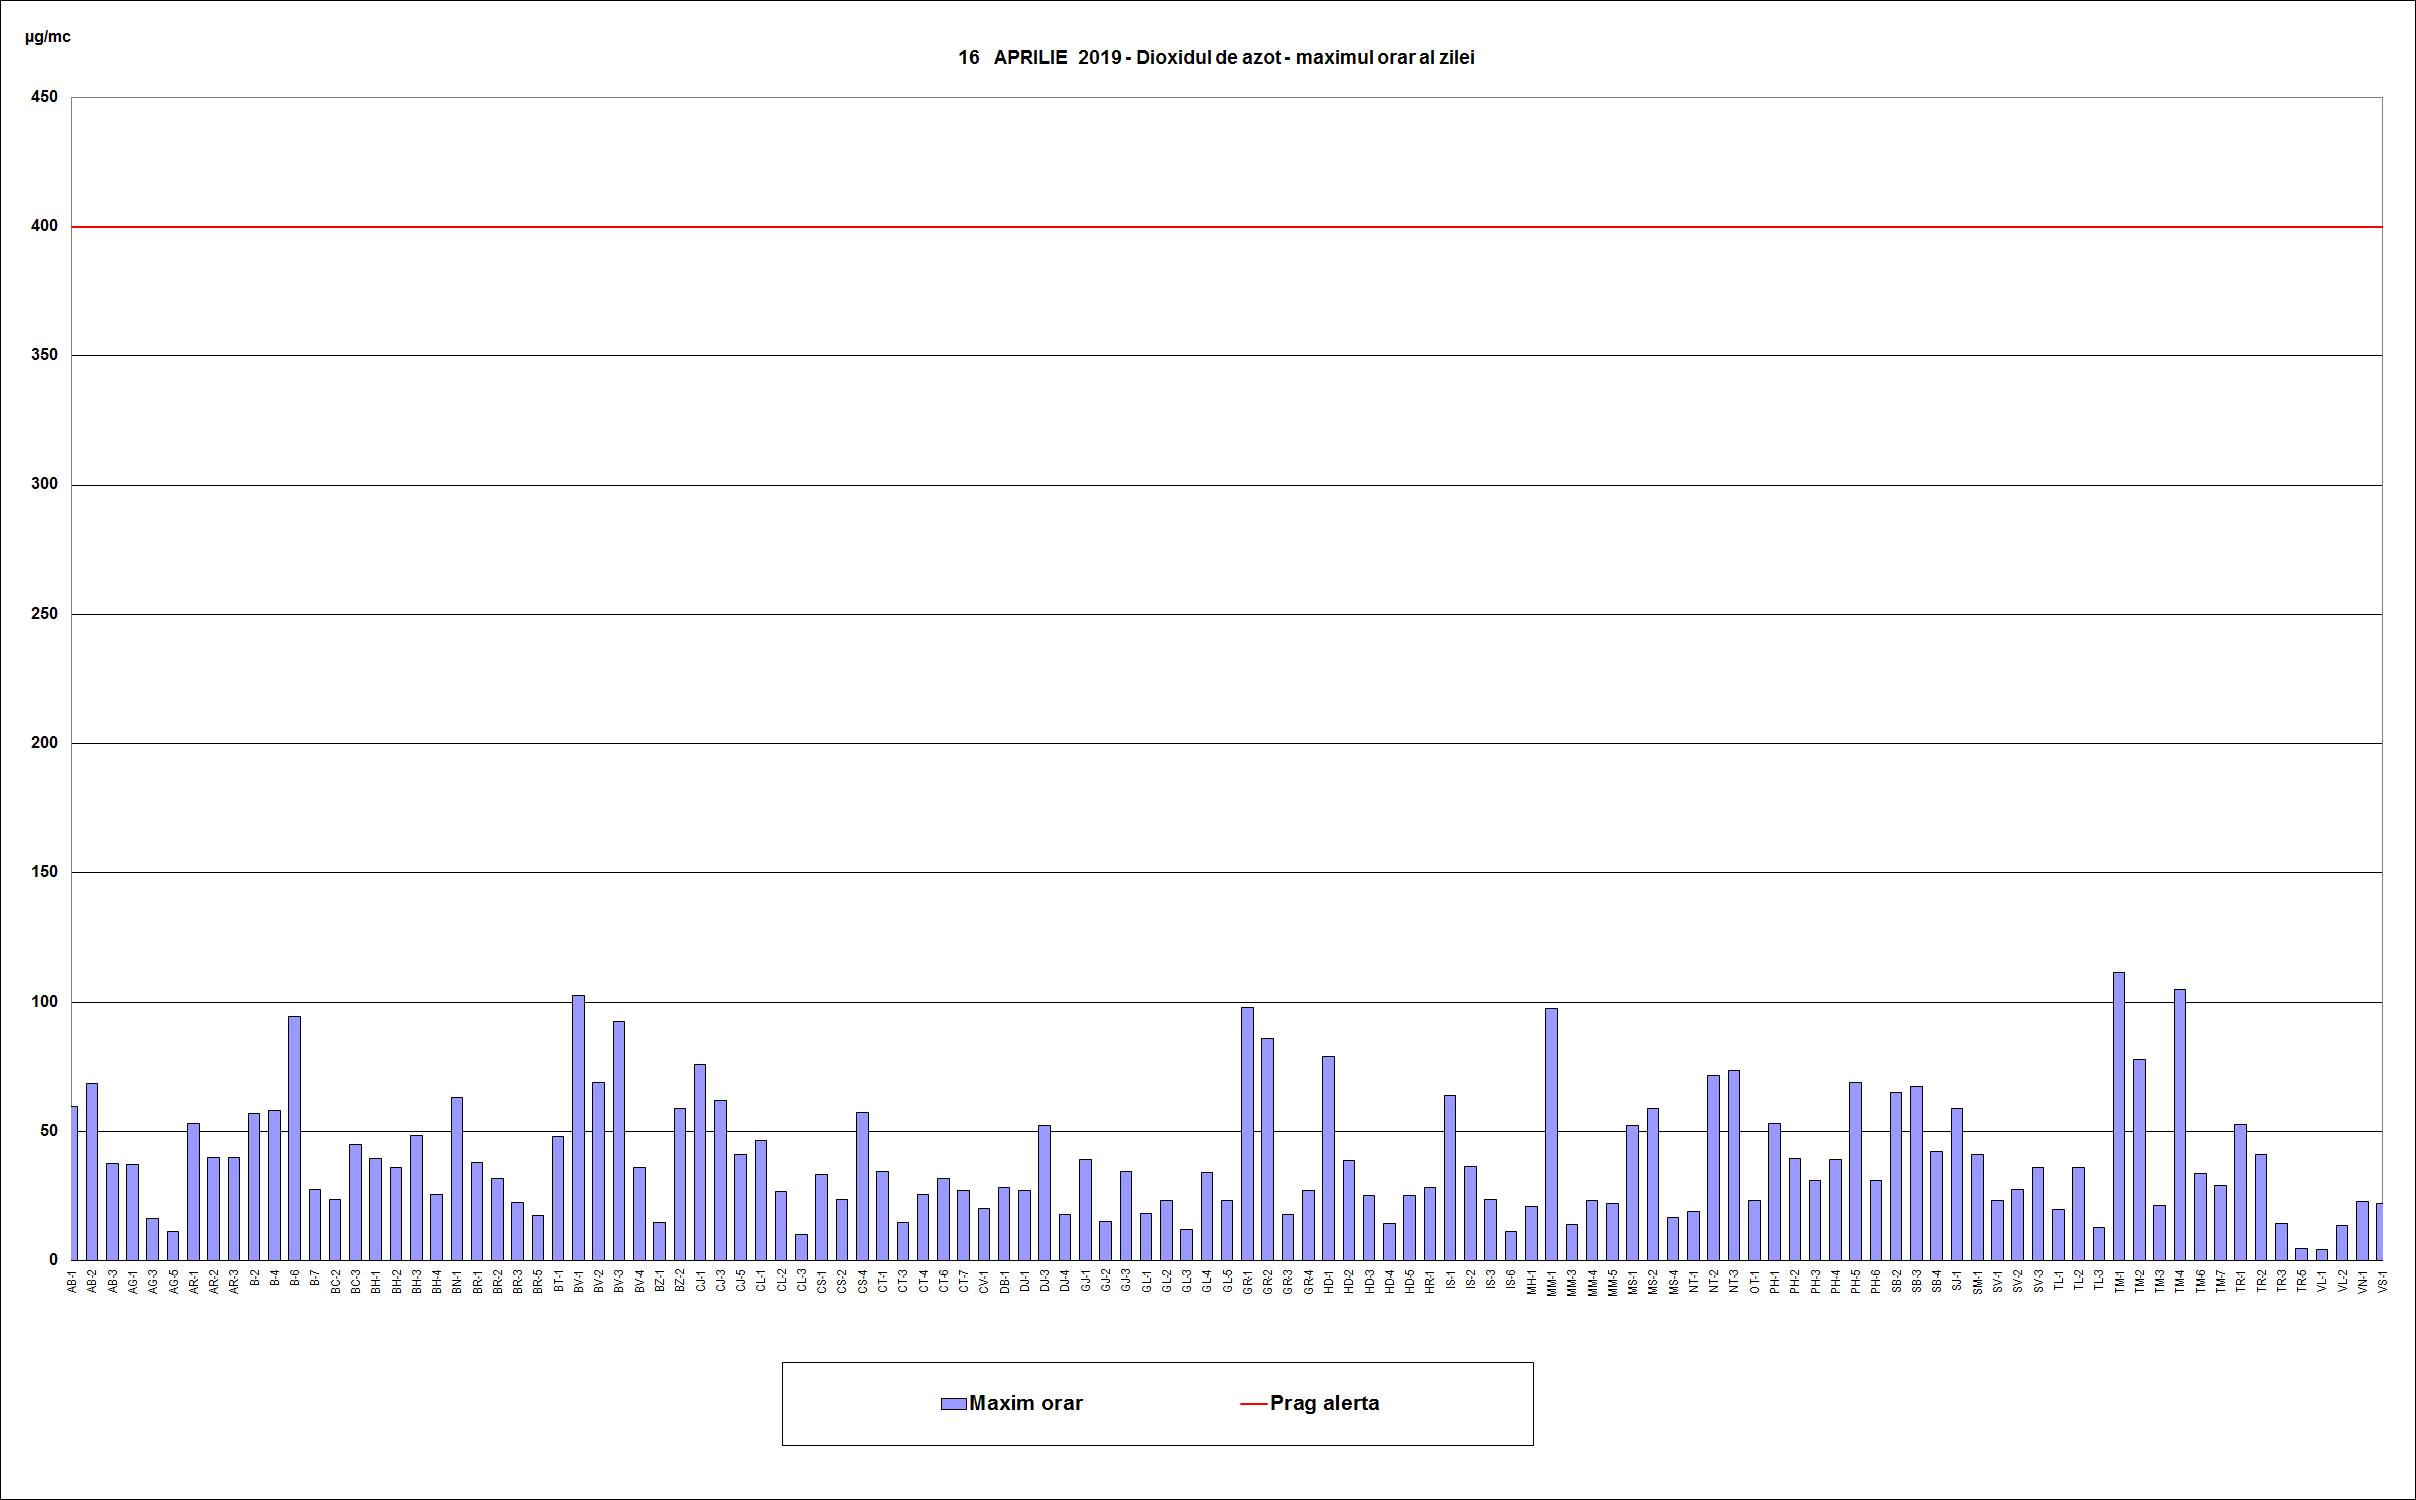 µg/mc
16 APRILIE 2019 - Dioxidul de azot - maximul orar al zilei
450
400
350
300
250
200
150
100
50
0
AB-1 AB-2 AB-3 AG-1 AG-3 AG-5 AR-1 AR-2 AR-3 B-2 B-4 B-6 B-7 BC-2 BC-3 BH-1 BH-2 BH-3 BH-4 BN-1 BR-1 BR-2 BR-3 BR-5 BT-1 BV-1 BV-2 BV-3 BV-4 BZ-1 BZ-2 CJ-1 CJ-3 CJ-5 CL-1 CL-2 CL-3 CS-1 CS-2 CS-4 CT-1 CT-3 CT-4 CT-6 CT-7 CV-1 DB-1 DJ-1 DJ-3 DJ-4 GJ-1 GJ-2 GJ-3 GL-1 GL-2 GL-3 GL-4 GL-5 GR-1 GR-2 GR-3 GR-4 HD-1 HD-2 HD-3 HD-4 HD-5 HR-1 IS-1 IS-2 IS-3 IS-6 MH-1 MM-1 MM-3 MM-4 MM-5 MS-1 MS-2 MS-4 NT-1 NT-2 NT-3 OT-1 PH-1 PH-2 PH-3 PH-4 PH-5 PH-6 SB-2 SB-3 SB-4 SJ-1 SM-1 SV-1 SV-2 SV-3 TL-1 TL-2 TL-3 TM-1 TM-2 TM-3 TM-4 TM-6 TM-7 TR-1 TR-2 TR-3 TR-5 VL-1 VL-2 VN-1 VS-1
Maxim orar Prag alerta